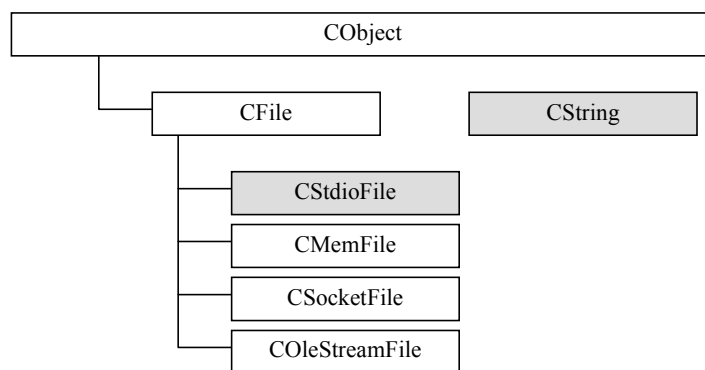 CObject
CFile
CString
CStdioFile
CMemFile
CSocketFile
COleStreamFile